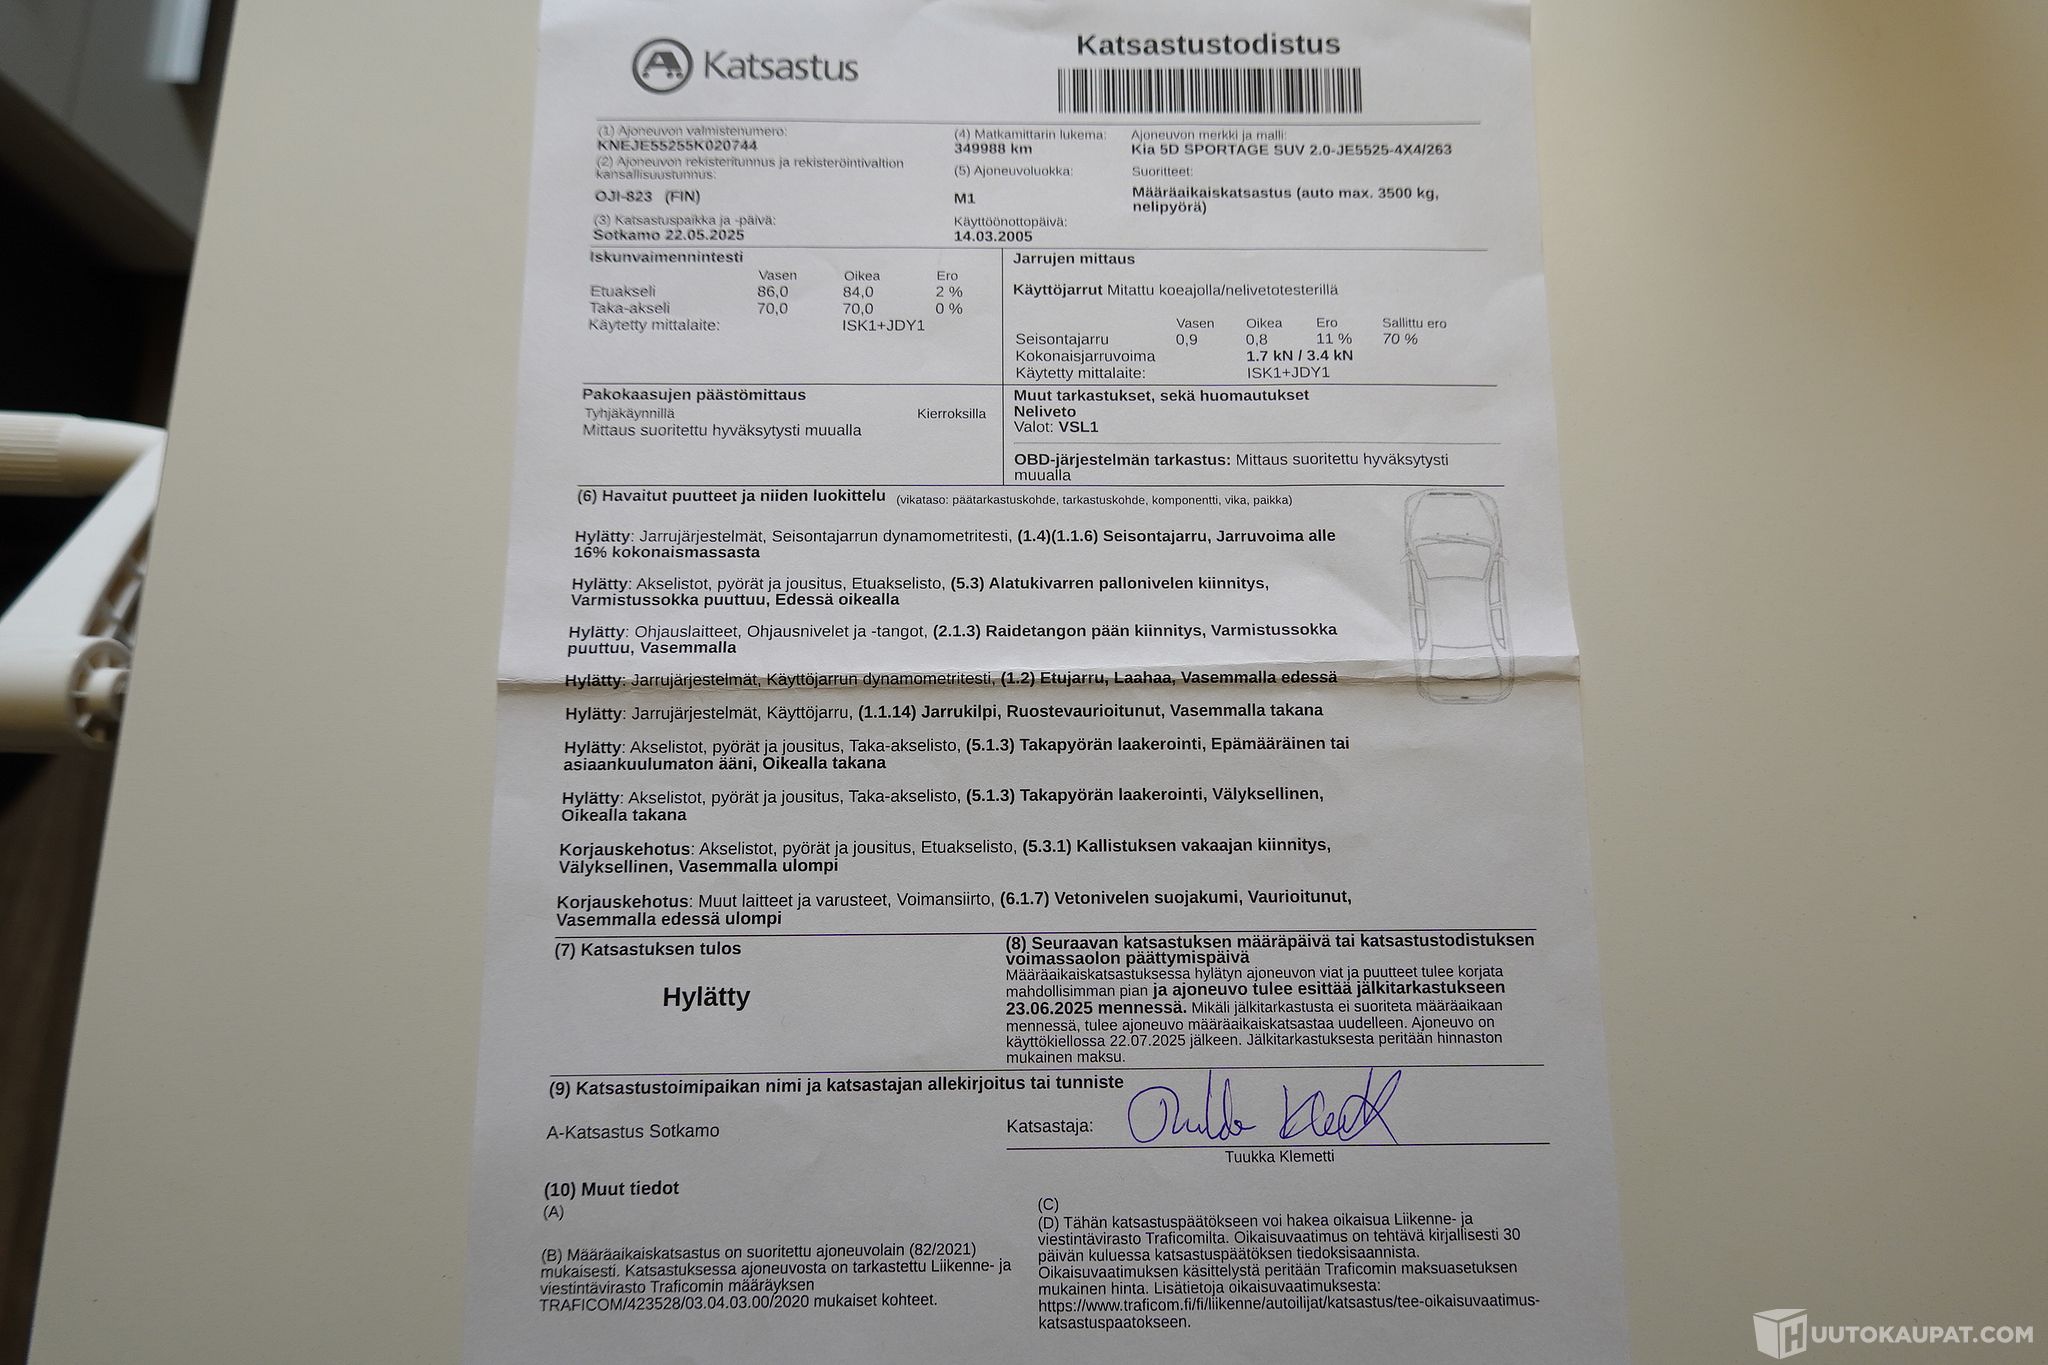 Katsastus
Katsastustodistus
(1) Ajoneuvon valmistenumero:
KNEJE55255K020744
(2) Ajoneuvon rekisteritunnus ja rekisteröintivaltion
kansallisuustunnus:
OJI-823 (FIN)
(3) Katsastuspaikka ja -päivä:
Sotkamo 22.05.2025
(4) Matkamittarin lukema:
349988 km
(5) Ajoneuvoluokka:
M1
Käyttöönottopäivä:
14.03.2005
Ajoneuvon merkki ja malli:
Kia 5D SPORTAGE SUV 2.0-JE5525-4X4/263
Suoritteet:
Määräaikaiskatsastus (auto max. 3500 kg,
nelipyörä)
Iskunvaimennintesti
Vasen Oikea Ero
Etuakseli 86,0 84,0 2 %
Taka-akseli 70,0 70,0 0 %
Käytetty mittalaite: ISK1+JDY1
Jarrujen mittaus
Käyttöjarrut Mitattu koeajolla/nelivetotesterillä
Vasen Oikea Ero Sallittu ero
Seisontajarru 0,9 0,8 11 % 70 %
Kokonaisjarruvoima 1.7 kN / 3.4 kN
Käytetty mittalaite: ISK1+JDY1
Pakokaasujen päästömittaus
Tyhjäkäynnillä Kierroksilla
Mittaus suoritettu hyväksytysti muualla
Muut tarkastukset, sekä huomautukset
Neliveto
Valot: VSL1
OBD-järjestelmän tarkastus: Mittaus suoritettu hyväksytysti
muualla
(6) Havaitut puutteet ja niiden luokittelu (vikataso: päätarkastuskohde, tarkastuskohde, komponentti, vika, paikka)
Hylätty: Jarrujärjestelmät, Seisontajarrun dynamometritesti, (1.4)(1.1.6) Seisontajarru, Jarruvoima alle
16% kokonaismassasta
Hylätty: Akselistot, pyörät ja jousitus, Etuakselisto, (5.3) Alatukivarren pallonivelen kiinnitys,
Varmistussokka puuttuu, Edessä oikealla
Hylätty: Ohjauslaitteet, Ohjausnivelet ja -tangot, (2.1.3) Raidetangon pään kiinnitys, Varmistussokka
puuttuu, Vasemmalla
Hylätty: Jarrujärjestelmät, Käyttöjarrun dynamometritesti, (1.2) Etujarru, Laahaa, Vasemmalla edessä
Hylätty: Jarrujärjestelmät, Käyttöjarru, (1.1.14) Jarrukilpi, Ruostevaurioitunut, Vasemmalla takana
Hylätty: Akselistot, pyörät ja jousitus, Taka-akselisto, (5.1.3) Takapyörän laakerointi, Epämääräinen tai
asiaankuulumaton ääni, Oikealla takana
Hylätty: Akselistot, pyörät ja jousitus, Taka-akselisto, (5.1.3) Takapyörän laakerointi, Välyksellinen,
Oikealla takana
Korjauskehotus: Akselistot, pyörät ja jousitus, Etuakselisto, (5.3.1) Kallistuksen vakaajan kiinnitys,
Välyksellinen, Vasemmalla ulompi
Korjauskehotus: Muut laitteet ja varusteet, Voimansiirto, (6.1.7) Vetonivelen suojakumi, Vaurioitunut,
Vasemmalla edessä ulompi
(7) Katsastuksen tulos
Hylätty
(8) Seuraavan katsastuksen määräpäivä tai katsastustodistuksen
voimassaolon päättymispäivä
Määräaikaiskatsastuksessa hylätyn ajoneuvon viat ja puutteet tulee korjata
mahdollisimman pian ja ajoneuvo tulee esittää jälkitarkastukseen
23.06.2025 mennessä. Mikäli jälkitarkastusta ei suoriteta määräaikaan
mennessä, tulee ajoneuvo määräaikaiskatsastaa uudelleen. Ajoneuvo on
käyttökiellossa 22.07.2025 jälkeen. Jälkitarkastuksesta peritään hinnaston
mukainen maksu.
(9) Katsastustoimipaikan nimi ja katsastajan allekirjoitus tai tunniste
A-Katsastus Sotkamo
Katsastaja:
Tuukka Klemetti
(10) Muut tiedot
(A)
(B) Määräaikaiskatsastus on suoritettu ajoneuvolain (82/2021)
mukaisesti. Katsastuksessa ajoneuvosta on tarkastettu Liikenne- ja
viestintävirasto Traficomin määräyksen
TRAFICOM/423528/03.04.03.00/2020 mukaiset kohteet.
(C)
(D) Tähän katsastuspäätökseen voi hakea oikaisua Liikenne- ja
viestintävirasto Traficomilta. Oikaisuvaatimus on tehtävä kirjallisesti 30
päivän kuluessa katsastuspäätöksen tiedoksisaannista.
Oikaisuvaatimuksen käsittelystä peritään Traficomin maksuasetuksen
mukainen hinta. Lisätietoja oikaisuvaatimuksesta:
https://www.traficom.fi/fi/liikenne/autoilijat/katsastus/tee-oikaisuvaatimus-
katsastuspaatokseen.
HUUTOKAUPAT.COM